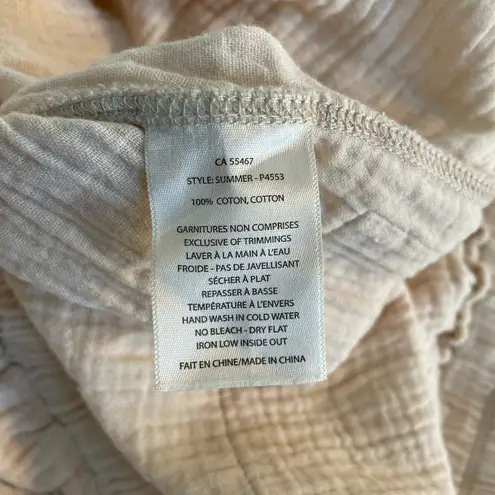 CA 55467
STYLE: SUMMER - P4553
100% COTON, COTTON
GARNITURES NON COMPRISES
EXCLUSIVE OF TRIMMINGS
LAVER À LA MAIN À L'EAU
FROIDE - PAS DE JAVELLISANT
SÉCHER À PLAT
REPASSER À BASSE
TEMPÉRATURE À L'ENVERS
HAND WASH IN COLD WATER
NO BLEACH - DRY FLAT
IRON LOW INSIDE OUT
FAIT EN CHINE/MADE IN CHINA